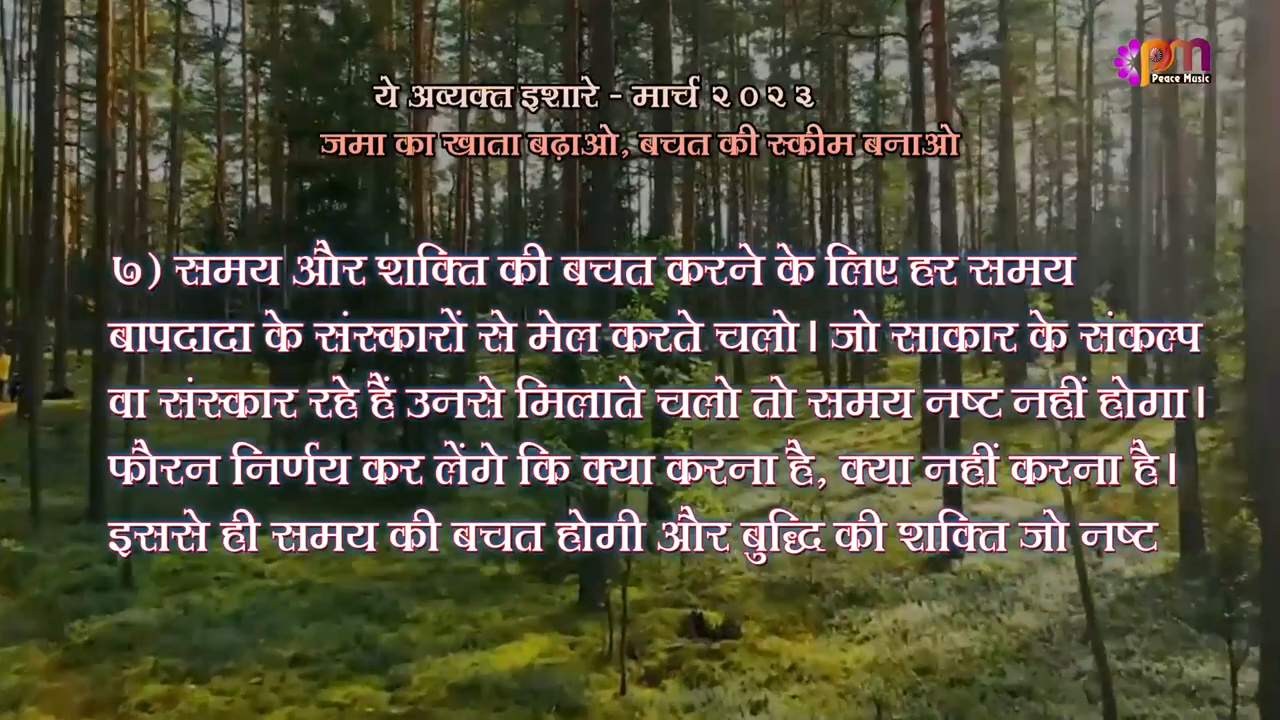 pm
Peace Music
ये अव्यक्त इशारे - मार्च २०२३
जमा का खाता बढ़ाओ, बचत की स्कीम बनाओ
७) समय और शक्ति की बचत करने के लिए हर समय
बापदादा के संस्कारों से मेल करते चलो। जो साकार के संकल्प
वा संस्कार रहे हैं उनसे मिलाते चलो तो समय नष्ट नहीं होगा।
फौरन निर्णय कर लेंगे कि क्या करना है, क्या नहीं करना है।
इससे ही समय की बचत होगी और बुद्धि की शक्ति जो नष्ट